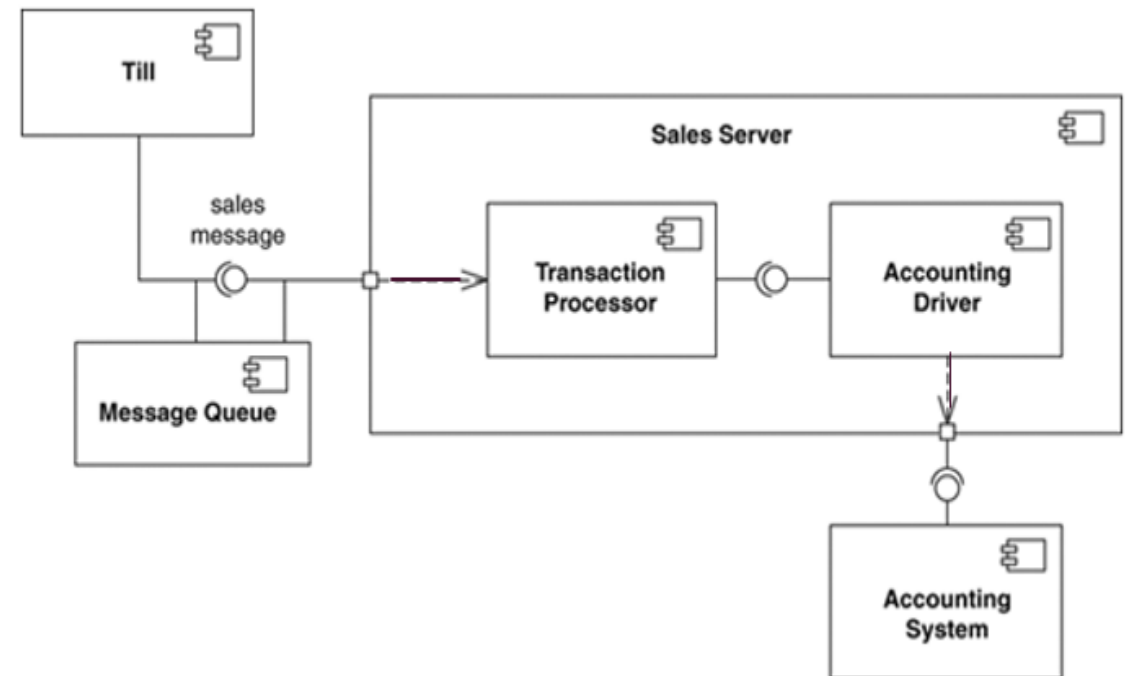 Till
Sales Server
sales
message
Transaction
Processor
Accounting
Driver
Message Queue
Accounting
System